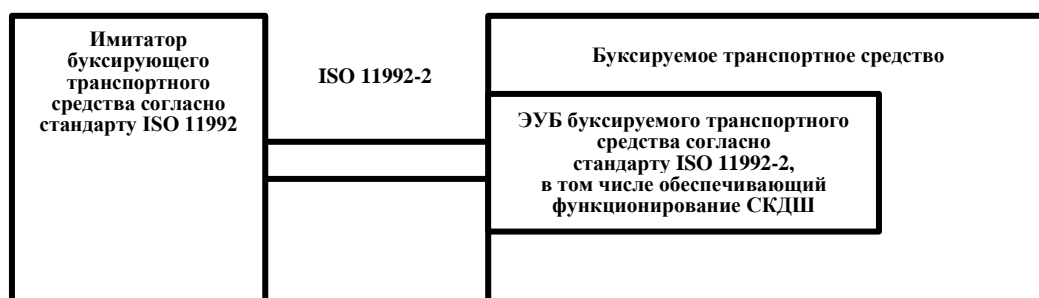 Имитатор
буксирующего
транспортного
средства согласно
стандарту ISO 11992
ISO 11992-2
Буксируемое транспортное средство
ЭУБ буксируемого транспортного
средства согласно
стандарту ISO 11992-2,
в том числе обеспечивающий
функционирование СКДШ